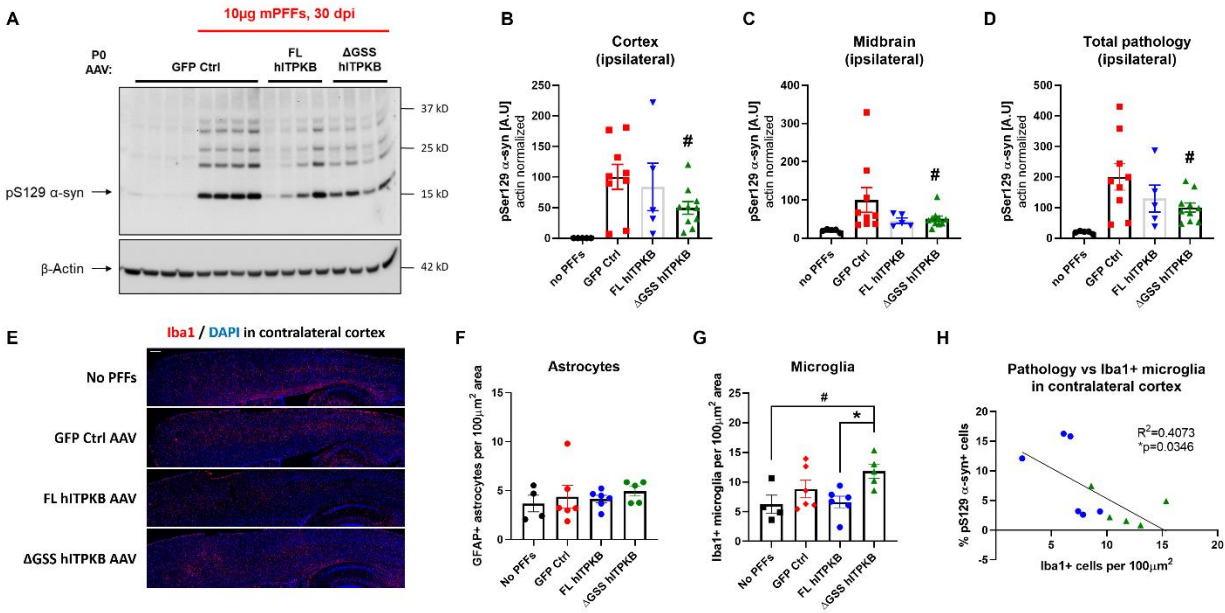 A
10µg mPFFs, 30 dpi
P0
AAV:
GFP Ctrl
FL
hITPKB
ΔGSS
hITPKB
37 kD
25 kD
pS129 α-syn
15 kD
β-Actin
42 kD
B
Cortex
(ipsilateral)
pSer129 α-syn [A.U]
actin normalized
250
200
150
100
50
0
#
no PFFs
GFP Ctrl
FL hITPKB
ΔGSS hITPKB
C
Midbrain
(ipsilateral)
pSer129 α-syn [A.U]
actin normalized
400
300
200
100
0
#
no PFFs
GFP Ctrl
FL hITPKB
ΔGSS hITPKB
D
Total pathology
(ipsilateral)
pSer129 α-syn [A.U]
actin normalized
500
400
300
200
100
0
#
no PFFs
GFP Ctrl
FL hITPKB
ΔGSS hITPKB
E
Iba1 / DAPI in contralateral cortex
No PFFs
GFP Ctrl AAV
FL hITPKB AAV
ΔGSS hITPKB AAV
F
Astrocytes
GFAP+ astrocytes per 100µm² area
15
10
5
0
No PFFs
GFP Ctrl
FL hITPKB
ΔGSS hITPKB
G
Microglia
Iba1+ microglia per 100µm² area
20
15
10
5
0
#
*
No PFFs
GFP Ctrl
FL hITPKB
ΔGSS hITPKB
H
Pathology vs Iba1+ microglia
in contralateral cortex
R²=0.4073
*p=0.0346
% pS129 α-syn+ cells
20
15
10
5
0
-5
5
10
15
20
Iba1+ cells per 100µm²